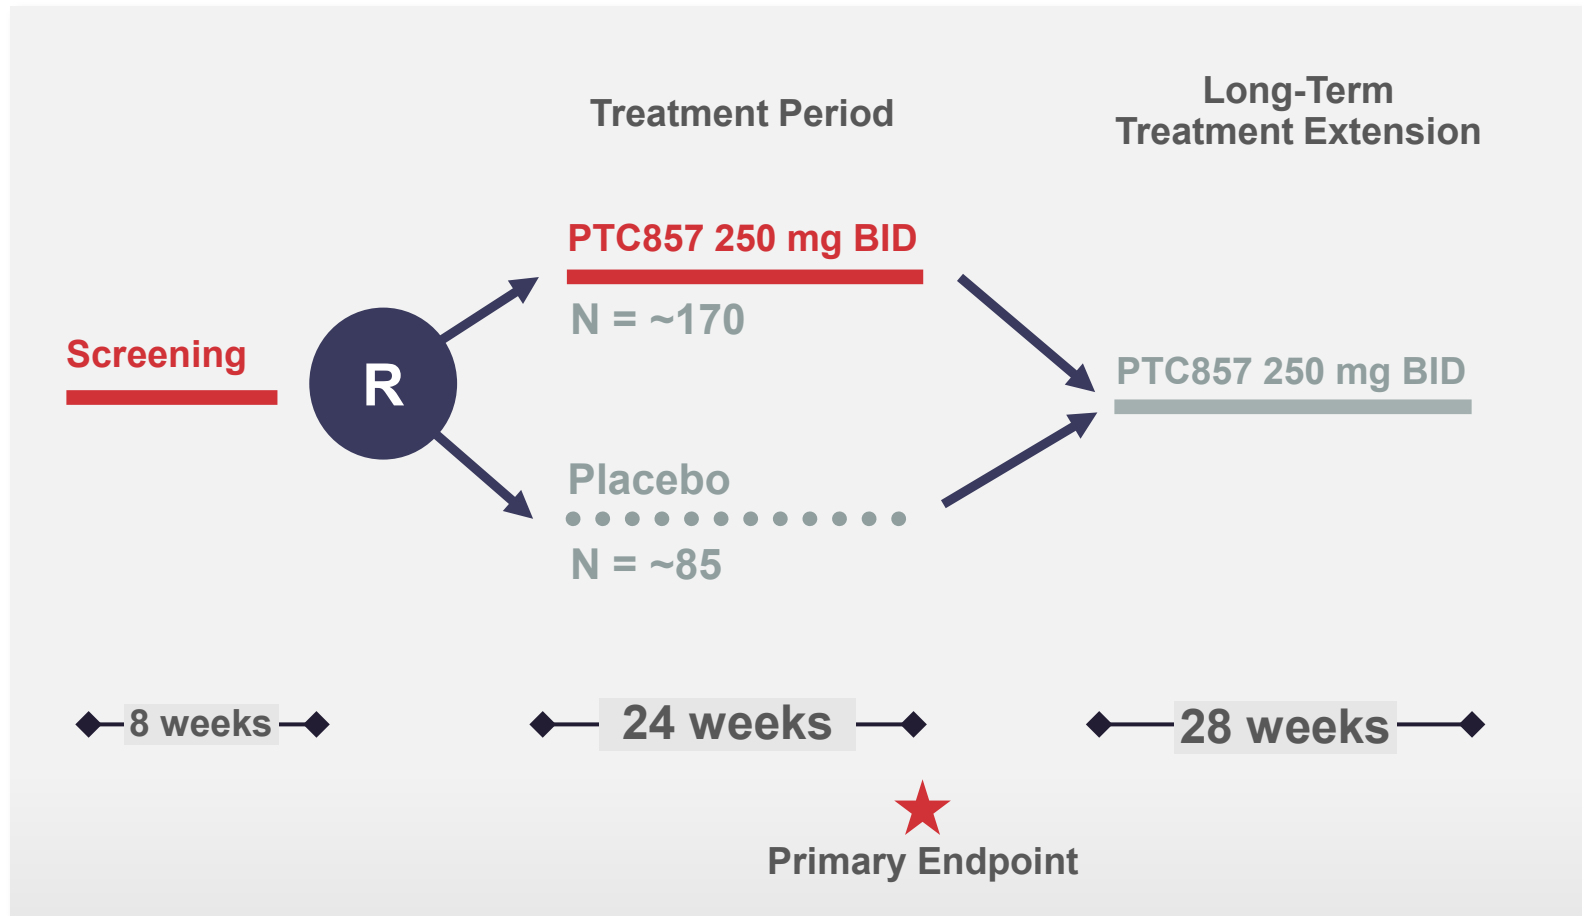 Treatment Period
Long-Term
Treatment Extension
PTC857 250 mg BID
N = ~170
Screening
R
PTC857 250 mg BID
Placebo
N = ~85
8 weeks
24 weeks
28 weeks
Primary Endpoint